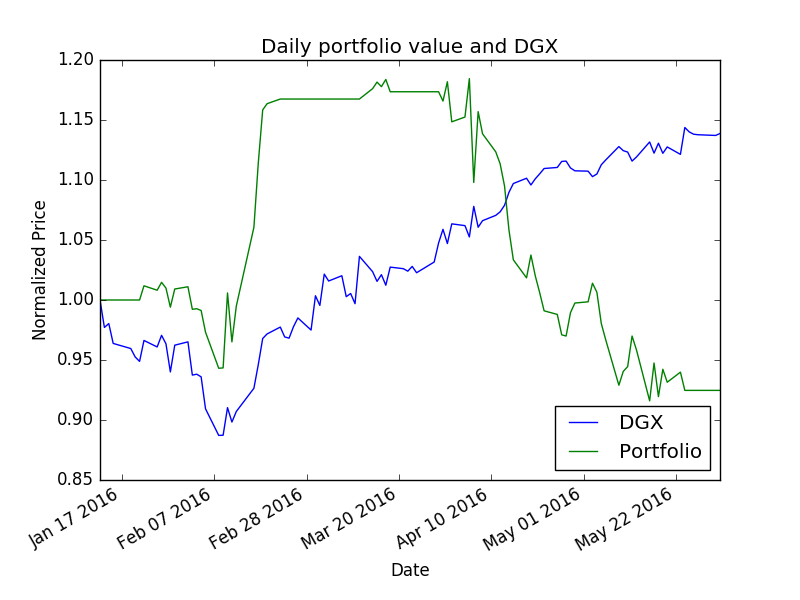 Daily portfolio value and DGX
1.20
1.15
1.10
1.05
1.00
0.95
0.90
0.85
Normalized Price
DGX
Portfolio
Jan 17 2016
Feb 07 2016
Feb 28 2016
Mar 20 2016
Apr 10 2016
May 01 2016
May 22 2016
Date